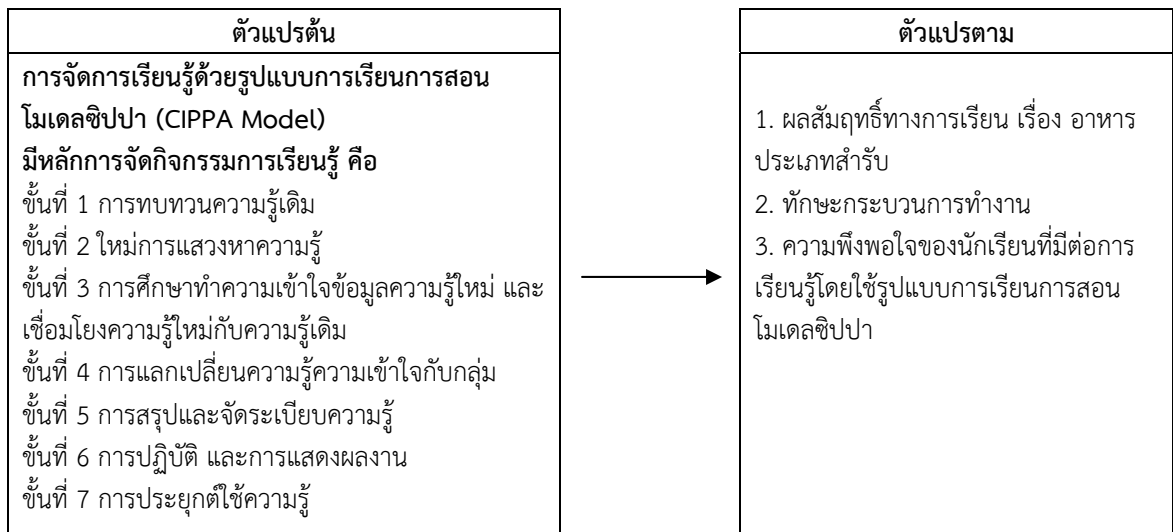 ตัวแปรต้น
การจัดการเรียนรู้ด้วยรูปแบบการเรียนการสอน
โมเดลซิปปา (CIPPA Model)
มีหลักการจัดกิจกรรมการเรียนรู้ คือ
ขั้นที่ 1 การทบทวนความรู้เดิม
ขั้นที่ 2 ใหม่การแสวงหาความรู้
ขั้นที่ 3 การศึกษาทำความเข้าใจข้อมูลความรู้ใหม่ และ
เชื่อมโยงความรู้ใหม่กับความรู้เดิม
ขั้นที่ 4 การแลกเปลี่ยนความรู้ความเข้าใจกับกลุ่ม
ขั้นที่ 5 การสรุปและจัดระเบียบความรู้
ขั้นที่ 6 การปฏิบัติ และการแสดงผลงาน
ขั้นที่ 7 การประยุกต์ใช้ความรู้
ตัวแปรตาม
1. ผลสัมฤทธิ์ทางการเรียน เรื่อง อาหาร
ประเภทสำรับ
2. ทักษะกระบวนการทำงาน
3. ความพึงพอใจของนักเรียนที่มีต่อการ
เรียนรู้โดยใช้รูปแบบการเรียนการสอน
โมเดลซิปปา